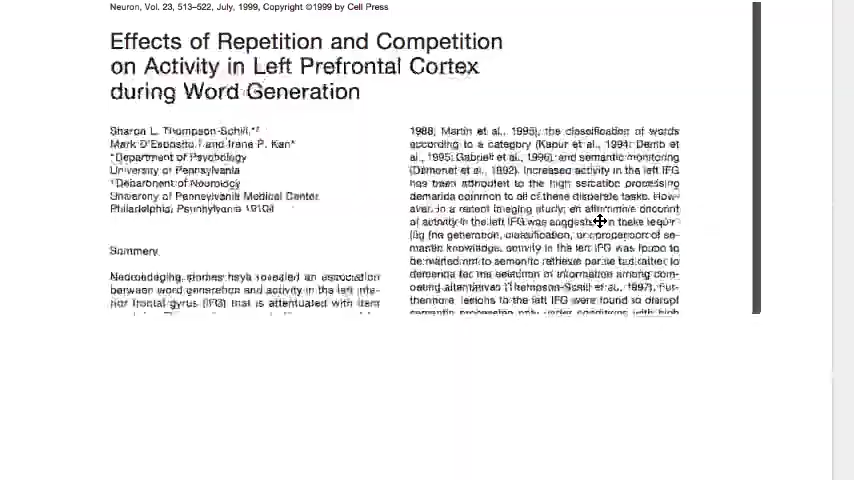 Neuron, Vol. 23, 513–522, July, 1999, Copyright ©1999 by Cell Press
Effects of Repetition and Competition
on Activity in Left Prefrontal Cortex
during Word Generation
Sharon L. Thompson-Schill,
Mark D'Esposito, and Irene P. Kan*
*Department of Psychology
University of Pennsylvania
Department of Neurology
University of Pennsylvania Medical Center
Philadelphia, Pennsylvania 19104
Summary
Neuroimaging studies have revealed an association
between word generation and activity in the left infe-
rior frontal gyrus (IFG) that is attenuated with item
1988; Martin et al., 1995), the classification of words
according to a category (Kapur et al., 1994; Demb et
al., 1995; Gabrieli et al., 1996), and semantic monitoring
(Démonet et al., 1992). Increased activity in the left IFG
has been attributed to the high semantic processing
demands common to all of these disparate tasks. How-
ever, in a recent imaging study, an alternative account
of activity in the left IFG was in tasks requir-
ing the generation, classification, or comparison of se-
mantic knowledge, activity in the left IFG was found to
be related not to semantic retrieval per se but rather to
demands for the selection of information among com-
peting alternatives (Thompson-Schill et al., 1997). Fur-
thermore, lesions to the left IFG were found to disrupt
semantic processing only under conditions with high